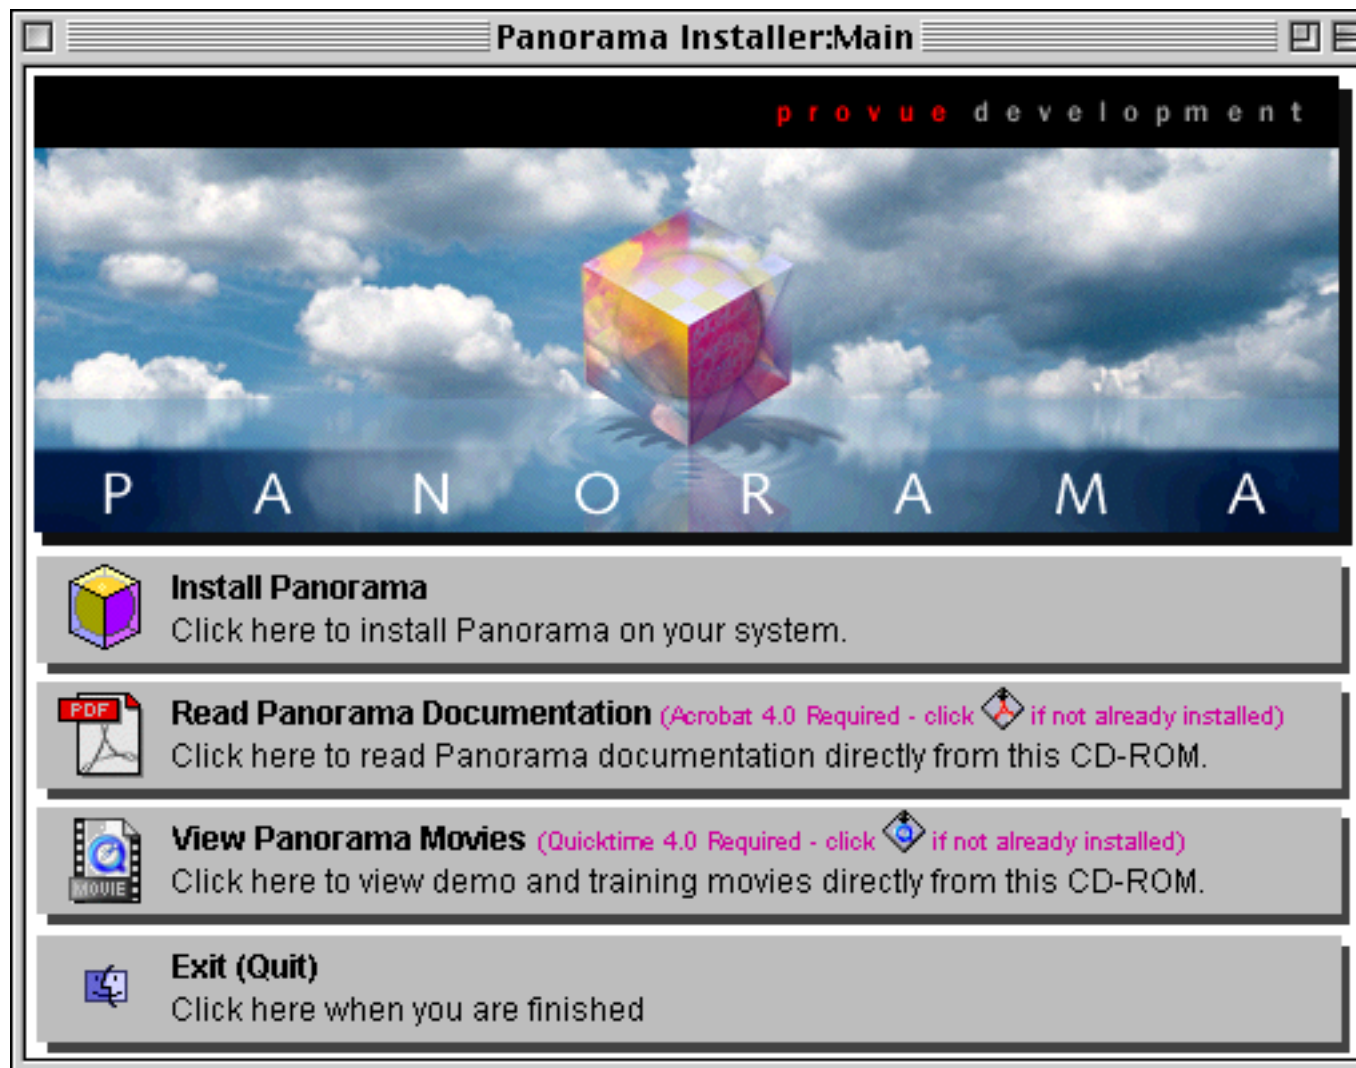 Panorama Installer:Main
provue development
PANORAMA
Install Panorama
Click here to install Panorama on your system.
PDF
Read Panorama Documentation (Acrobat 4.0 Required - click if not already installed)
Click here to read Panorama documentation directly from this CD-ROM.
View Panorama Movies (Quicktime 4.0 Required - click if not already installed)
MOVIE
Click here to view demo and training movies directly from this CD-ROM.
Exit (Quit)
Click here when you are finished